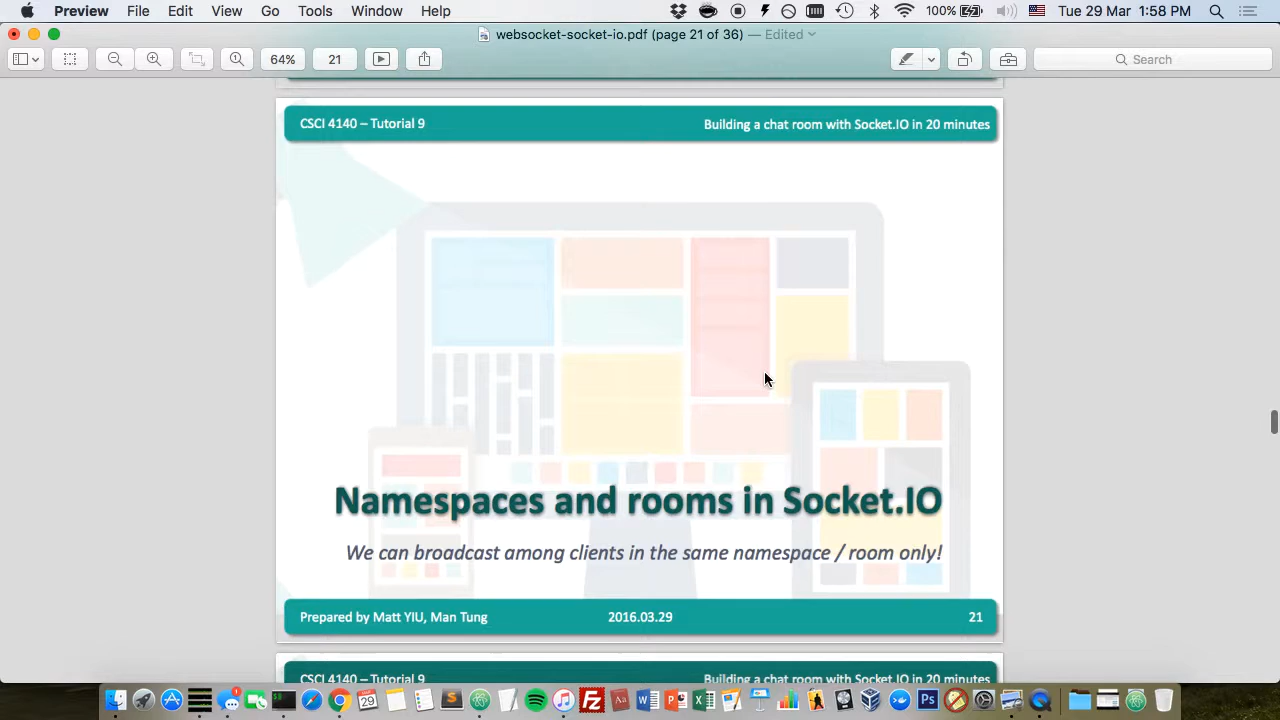 Preview File Edit View Go Tools Window Help 100% Tue 29 Mar 1:58 PM
websocket-socket-io.pdf (page 21 of 36) — Edited
64% 21 Search
CSCI 4140 – Tutorial 9 Building a chat room with Socket.IO in 20 minutes
Namespaces and rooms in Socket.IO
We can broadcast among clients in the same namespace / room only!
Prepared by Matt YIU, Man Tung 2016.03.29 21
CSCI 4140 – Tutorial 9 Building a chat room with Socket.IO in 20 minutes